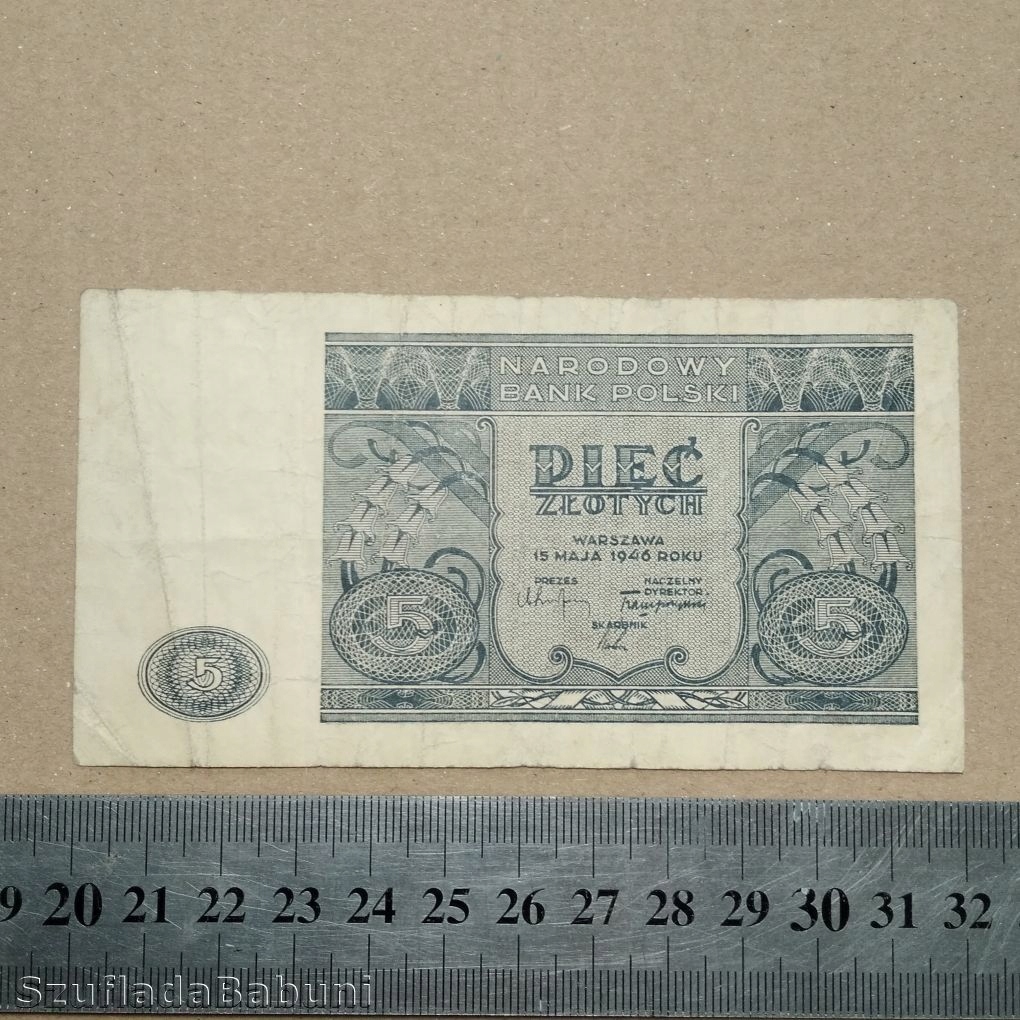 NARODOWY
BANK POLSKI
PIĘĆ
ZŁOTYCH
WARSZAWA
15 MAJA 1946 ROKU
PREZES
NACZELNY
DYREKTOR
SKARBNIK
5
5
5
9 20 21 22 23 24 25 26 27 28 29 30 31 32
SzufladaBabuni